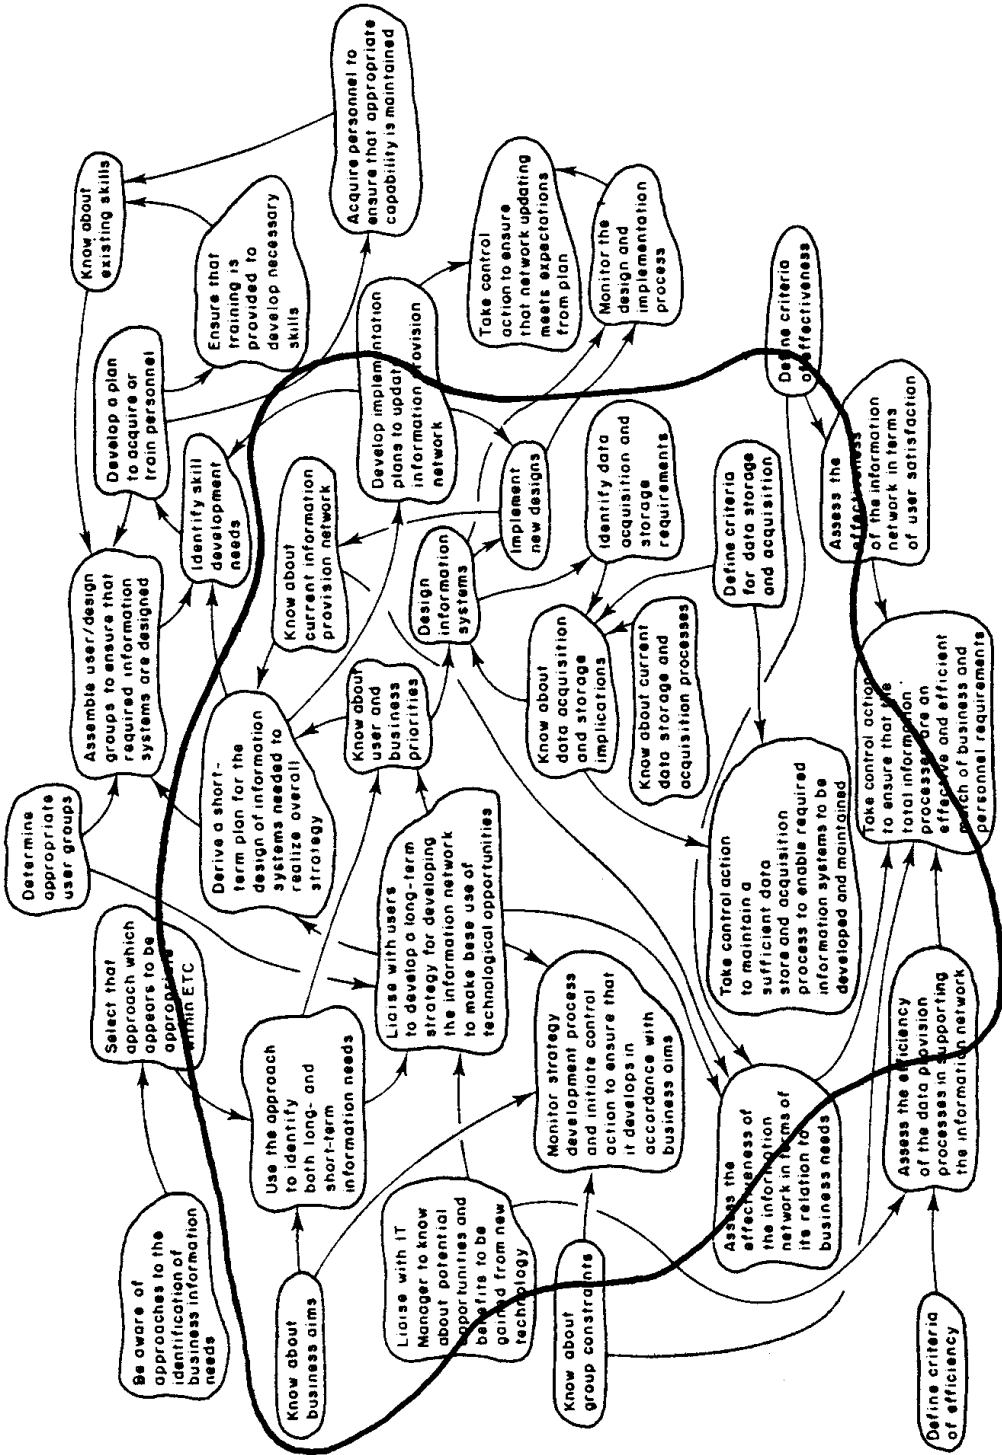 Be aware of
approaches to the
identification of
business information
needs
Select that
approach which
appears to be
appropriate
within ETC
Determine
appropriate
user groups
Assemble user/design
groups to ensure that
required information
systems are designed
Develop a plan
to acquire or
train personnel
Know about
existing skills
Know about
business aims
Use the approach
to identify
both long- and
short-term
information needs
Derive a short-
term plan for the
design of information
systems needed to
realize overall
strategy
Identify skill
development
needs
Ensure that
training is
provided to
develop necessary
skills
Know about
current information
provision network
Acquire personnel to
ensure that appropriate
capability is maintained
Liaise with IT
Manager to know
about potential
opportunities and
benefits to be
gained from new
technology
Liaise with users
to develop a long-term
strategy for developing
the information network
to make base use of
technological opportunities
Know about
user and
business
priorities
Develop implementation
plans to update
information provision
network
Design
information
systems
Implement
new designs
Take control
action to ensure
that network updating
meets expectations
from plan
Know about
group constraints
Monitor strategy
development process
and initiate control
action to ensure that
it develops in
accordance with
business aims
Know about
data acquisition
and storage
implications
Identify data
acquisition and
storage
requirements
Monitor the
design and
implementation
process
Know about current
data storage and
acquisition processes
Define criteria
for data storage
and acquisition
Define criteria
of effectiveness
Assess the
effectiveness of
the information
network in terms of
its relation to
business needs
Take control action
to maintain a
sufficient data
store and acquisition
process to enable required
information systems to be
developed and maintained
Assess the
effectiveness
of the information
network in terms
of user satisfaction
Define criteria
of efficiency
Assess the efficiency
of the data provision
processes in supporting
the information network
Take control action
to ensure that the
total information
processes are an
effective and efficient
march of business and
personnel requirements